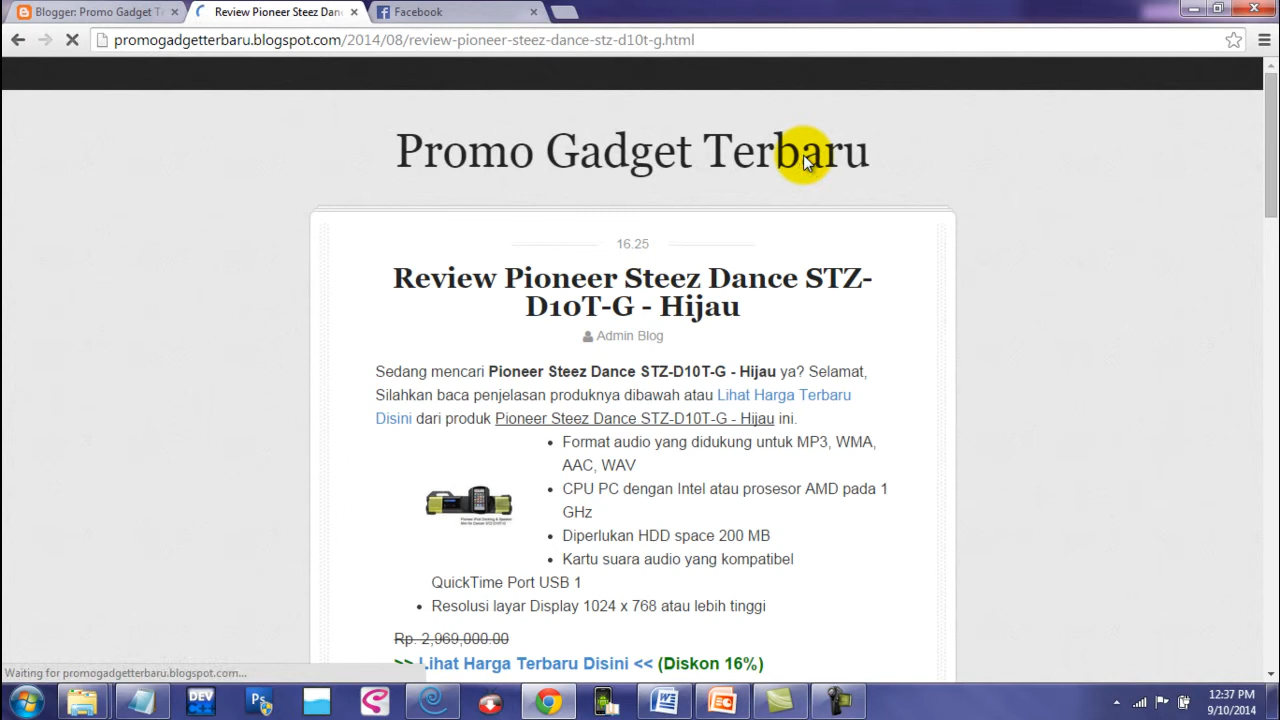 Blogger: Promo Gadget T
Review Pioneer Steez Danc
Facebook
promogadgetterbaru.blogspot.com/2014/08/review-pioneer-steez-dance-stz-d10t-g.html
Promo Gadget Terbaru
16.25
Review Pioneer Steez Dance STZ-
D10T-G - Hijau
Admin Blog
Sedang mencari Pioneer Steez Dance STZ-D10T-G - Hijau ya? Selamat,
Silahkan baca penjelasan produknya dibawah atau Lihat Harga Terbaru
Disini dari produk Pioneer Steez Dance STZ-D10T-G - Hijau ini.
• Format audio yang didukung untuk MP3, WMA,
AAC, WAV
• CPU PC dengan Intel atau prosesor AMD pada 1
GHz
• Diperlukan HDD space 200 MB
• Kartu suara audio yang kompatibel
QuickTime Port USB 1
• Resolusi layar Display 1024 x 768 atau lebih tinggi
Rp. 2,969,000.00
>> Lihat Harga Terbaru Disini << (Diskon 16%)
Waiting for promogadgetterbaru.blogspot.com...
DEV
Ps
12:37 PM
9/10/2014